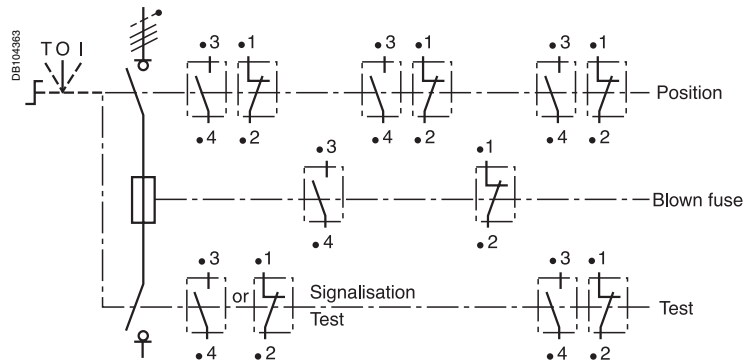 DB104363
T O I
•3 •1 •3 •1 •3 •1
Position
•4 •2 •4 •2 •4 •2
•3 •1
Blown fuse
•4 •2
•3 •1 •3 •1
or Signalisation
Test
Test
•4 •2 •4 •2